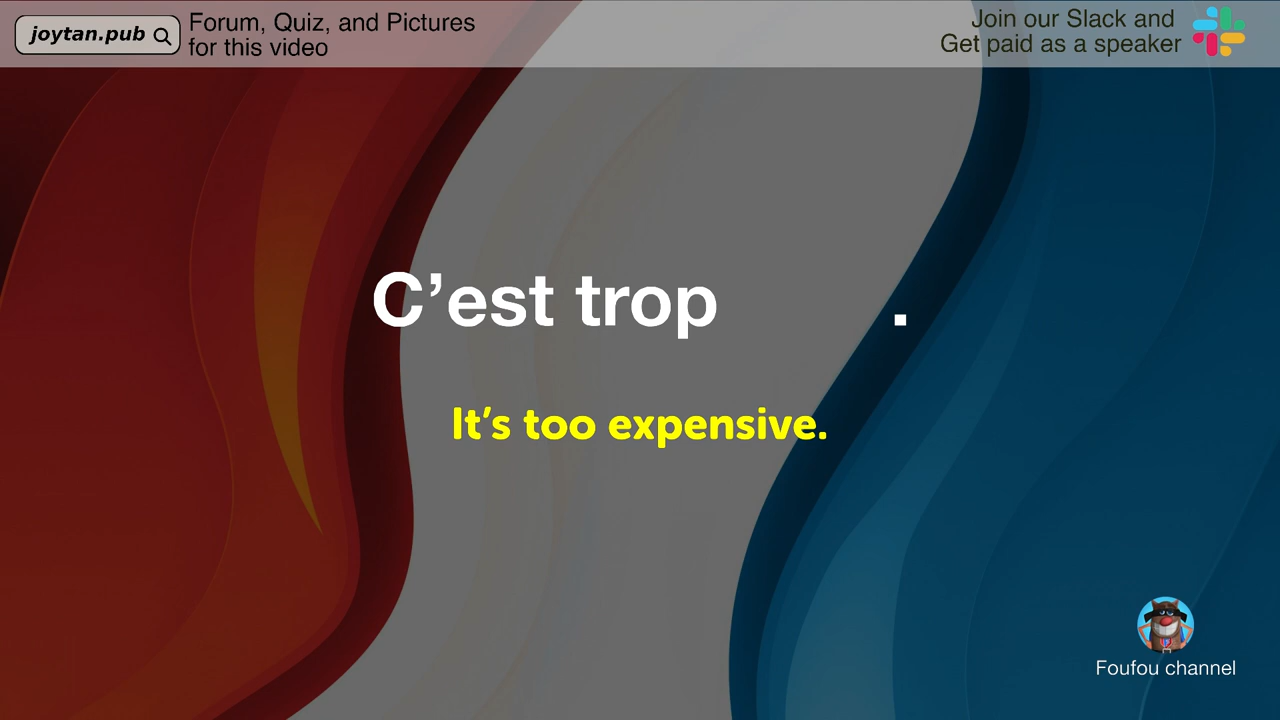 joytan.pub
Forum, Quiz, and Pictures
for this video
Join our Slack and
Get paid as a speaker
C’est trop .
It’s too expensive.
Foufou channel